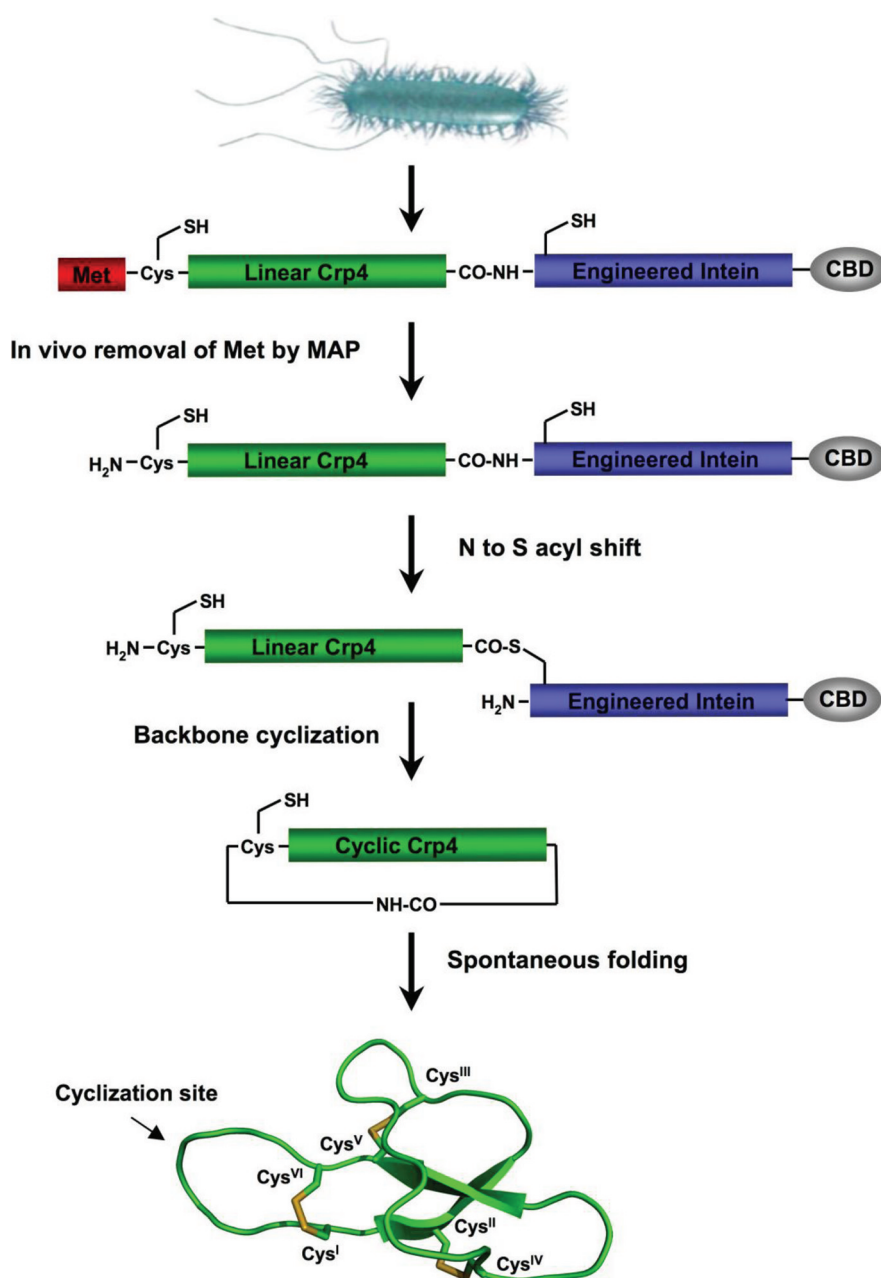 SH
SH
Met
Cys
Linear Crp4
CO-NH
Engineered Intein
CBD
In vivo removal of Met by MAP
SH
SH
H₂N
Cys
Linear Crp4
CO-NH
Engineered Intein
CBD
N to S acyl shift
SH
H₂N
Cys
Linear Crp4
CO-S
H₂N
Engineered Intein
CBD
Backbone cyclization
SH
Cys
Cyclic Crp4
NH-CO
Spontaneous folding
Cyclization site
Cysᴵᴵᴵ
Cysⱽ
Cysⱽᴵ
Cysᴵᴵ
Cysᴵ
Cysᴵⱽ